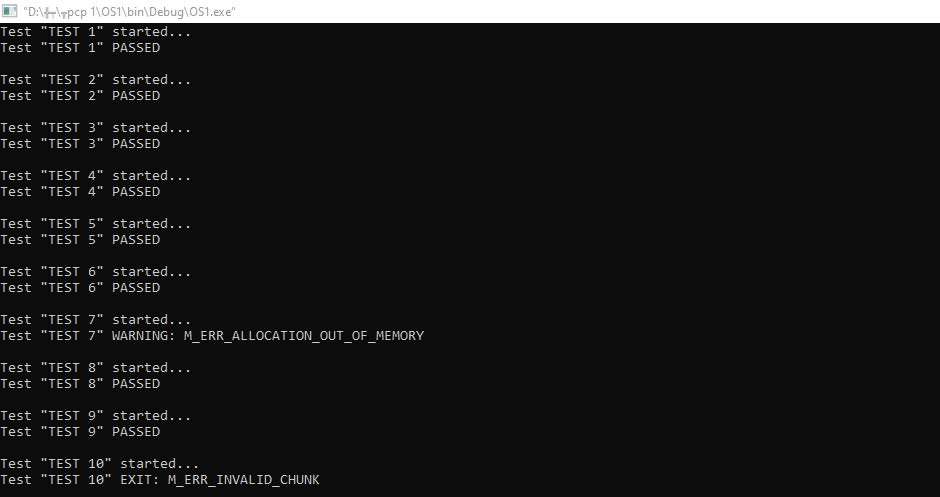 "D:\╬┬pcp 1\OS1\bin\Debug\OS1.exe"
Test "TEST 1" started...
Test "TEST 1" PASSED
Test "TEST 2" started...
Test "TEST 2" PASSED
Test "TEST 3" started...
Test "TEST 3" PASSED
Test "TEST 4" started...
Test "TEST 4" PASSED
Test "TEST 5" started...
Test "TEST 5" PASSED
Test "TEST 6" started...
Test "TEST 6" PASSED
Test "TEST 7" started...
Test "TEST 7" WARNING: M_ERR_ALLOCATION_OUT_OF_MEMORY
Test "TEST 8" started...
Test "TEST 8" PASSED
Test "TEST 9" started...
Test "TEST 9" PASSED
Test "TEST 10" started...
Test "TEST 10" EXIT: M_ERR_INVALID_CHUNK